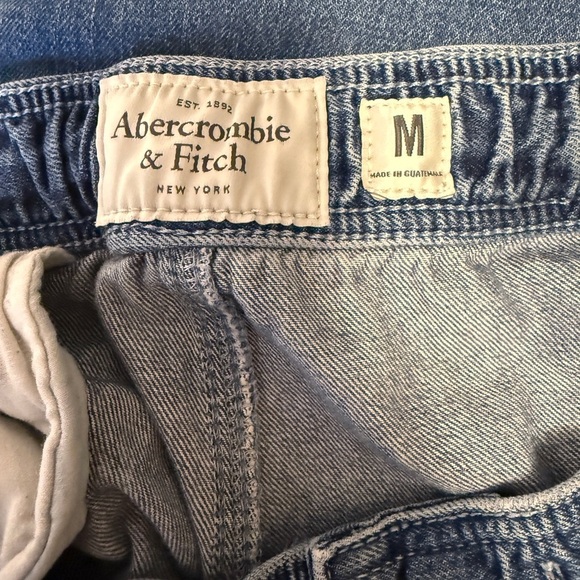 EST. 1892
Abercrombie
& Fitch
NEW YORK
M
MADE IN GUATEMALA